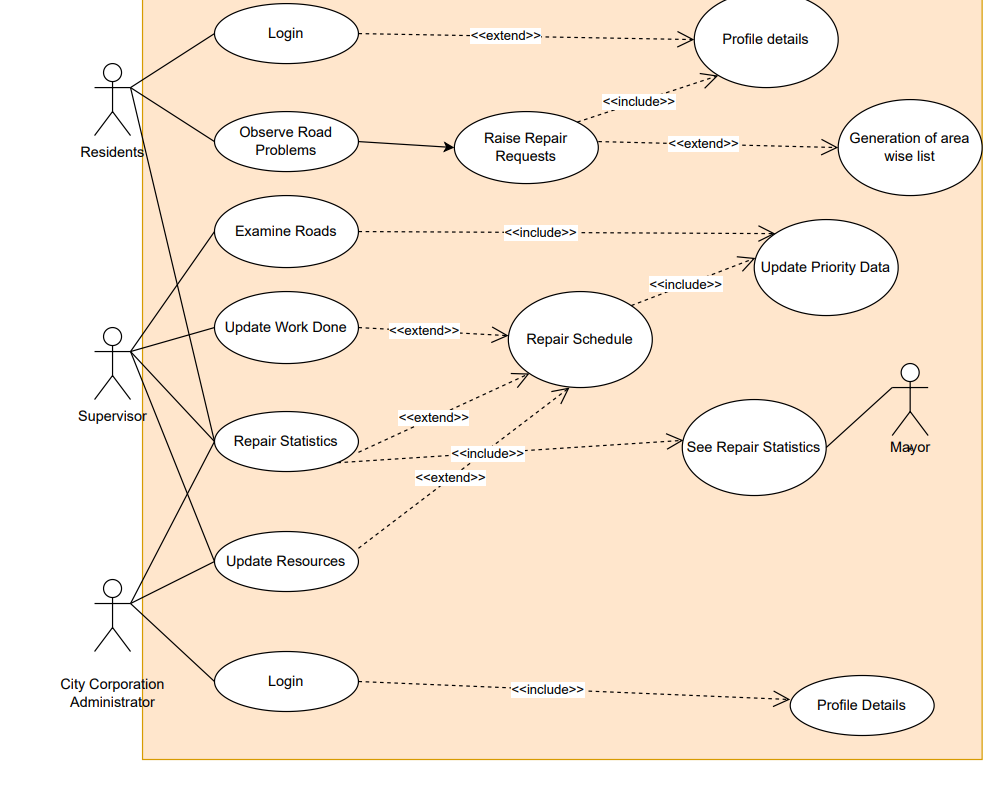 Login
<<extend>>
Profile details
<<include>>
Residents
Observe Road
Problems
Raise Repair
Requests
<<extend>>
Generation of area
wise list
Examine Roads
<<include>>
Update Priority Data
<<include>>
Update Work Done
<<extend>>
Repair Schedule
Supervisor
<<extend>>
Repair Statistics
<<include>>
See Repair Statistics
Mayor
<<extend>>
Update Resources
City Corporation
Administrator
Login
<<include>>
Profile Details